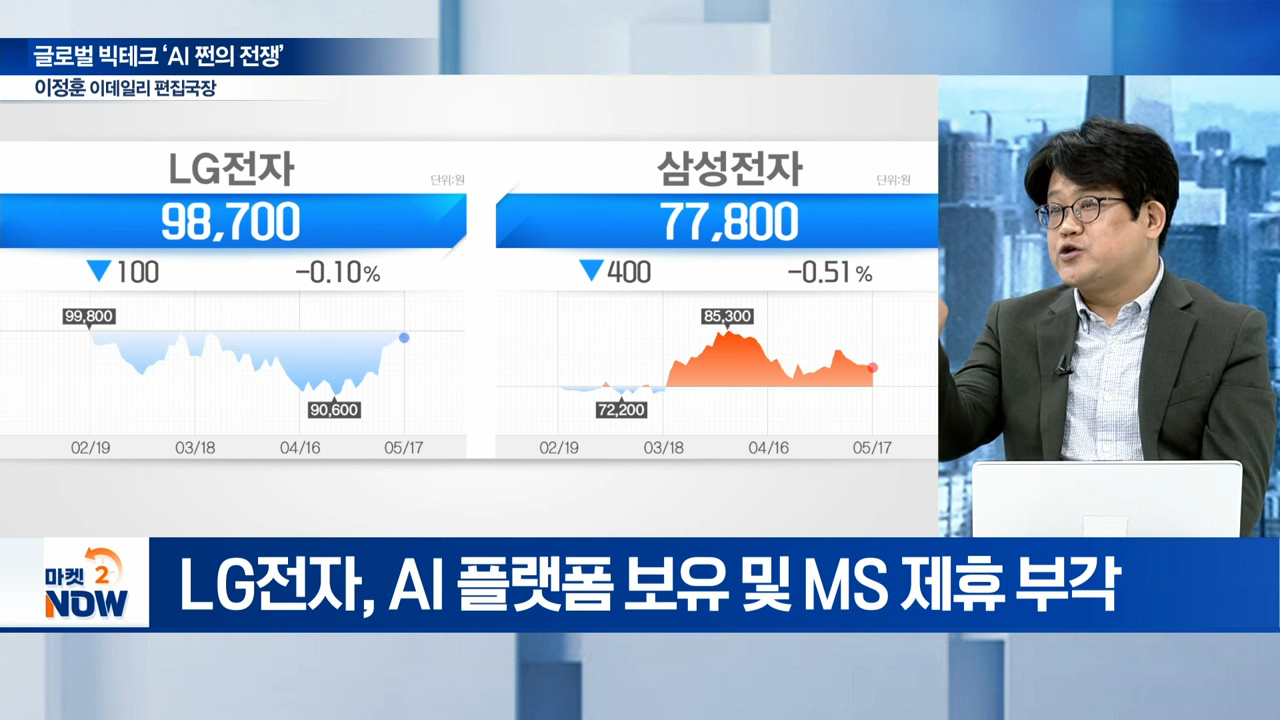 글로벌 빅테크 ‘AI 쩐의 전쟁’
이정훈 이데일리 편집국장
LG전자
단위:원
98,700
▼100 -0.10%
99,800
90,600
02/19 03/18 04/16 05/17
삼성전자
단위:원
77,800
▼400 -0.51%
85,300
72,200
02/19 03/18 04/16 05/17
마켓 2
NOW
LG전자, AI 플랫폼 보유 및 MS 제휴 부각